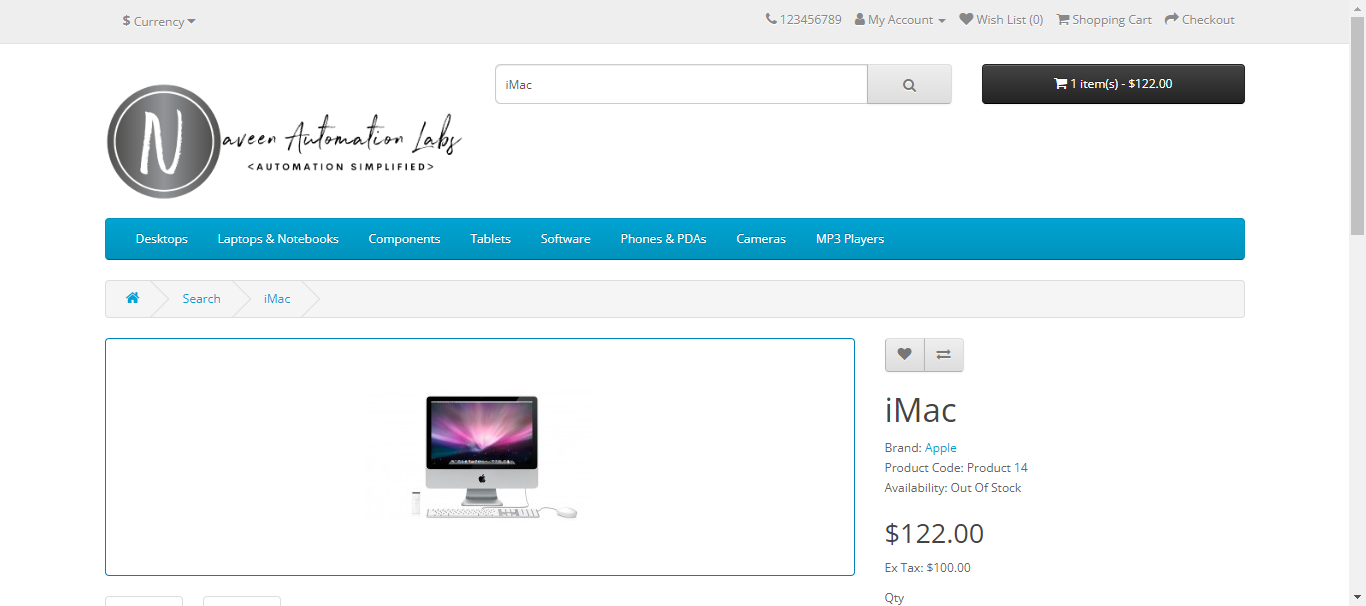 $ Currency
123456789 My Account Wish List (0) Shopping Cart Checkout
iMac
1 item(s) - $122.00
N
aveen Automation Labs
<AUTOMATION SIMPLIFIED>
Desktops Laptops & Notebooks Components Tablets Software Phones & PDAs Cameras MP3 Players
Search iMac
iMac
Brand: Apple
Product Code: Product 14
Availability: Out Of Stock
$122.00
Ex Tax: $100.00
Qty